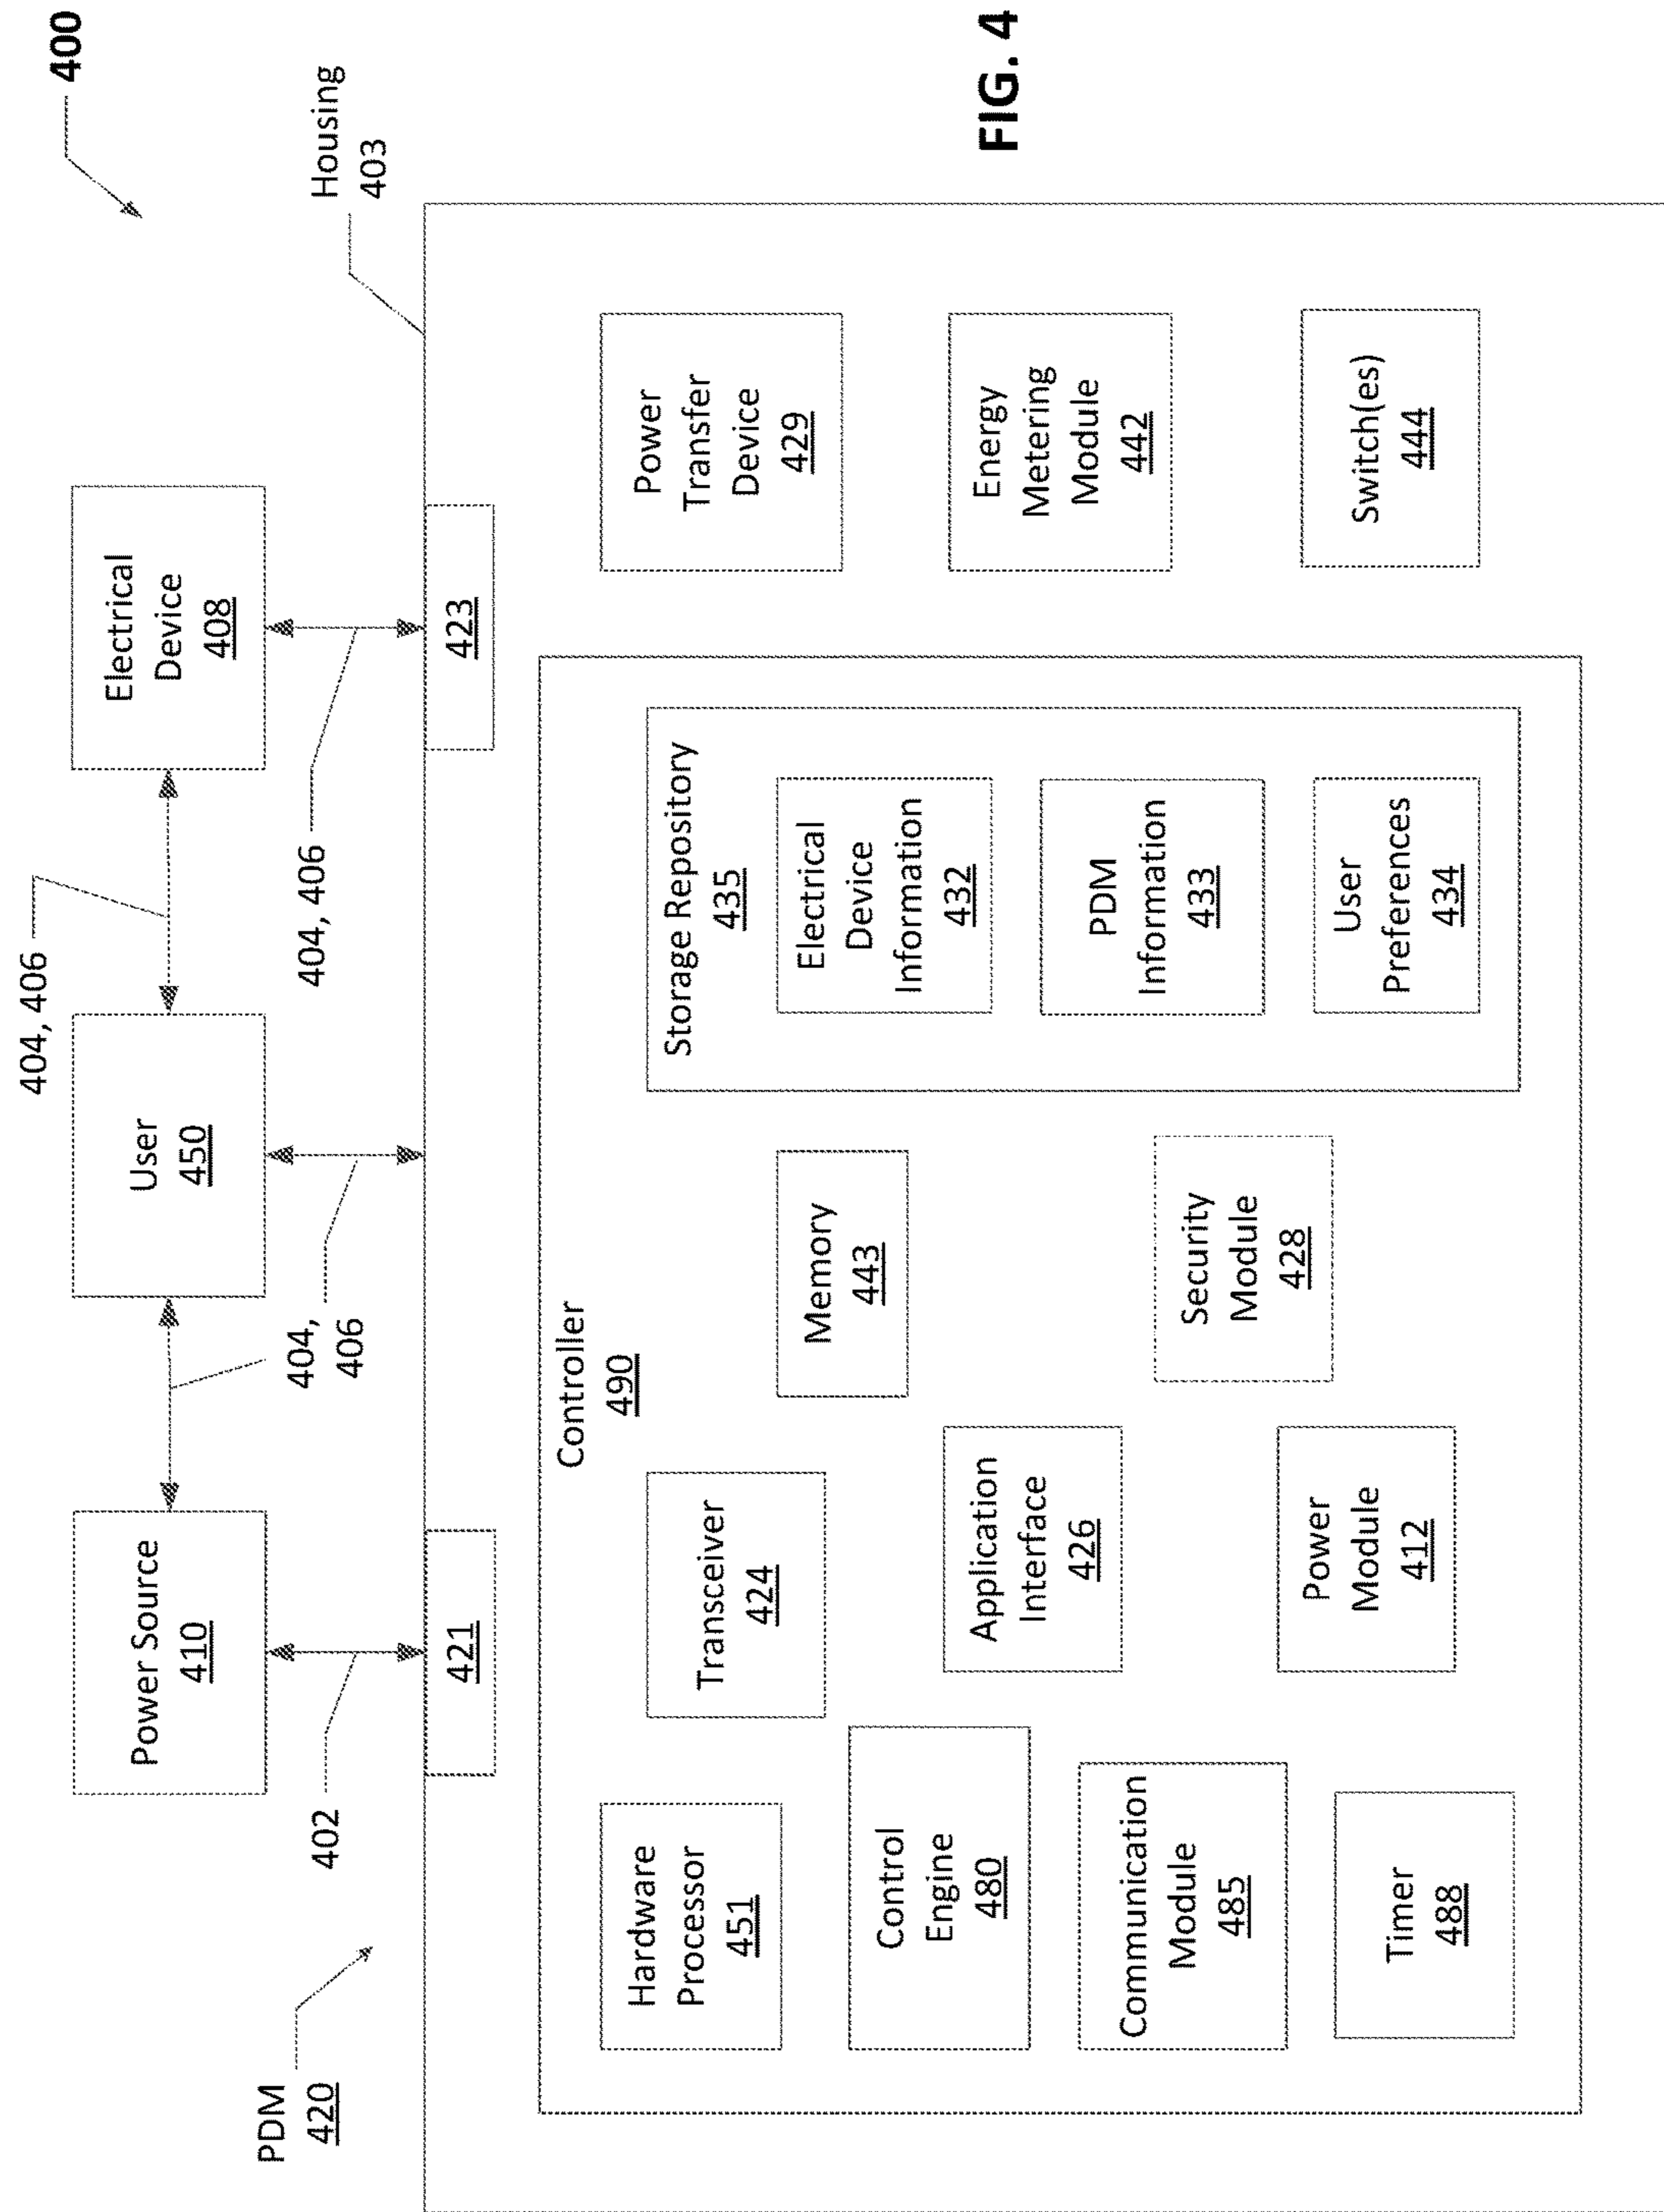 400
404, 406
Power Source
410
User
450
Electrical
Device
408
Housing
403
402
404,
406
404, 406
PDM
420
421
423
Controller
490
Hardware
Processor
451
Transceiver
424
Memory
443
Storage Repository
435
Electrical
Device
Information
432
Control
Engine
480
Application
Interface
426
PDM
Information
433
Communication
Module
485
Security
Module
428
Power
Module
412
User
Preferences
434
Timer
488
Power
Transfer
Device
429
Energy
Metering
Module
442
Switch(es)
444
FIG. 4